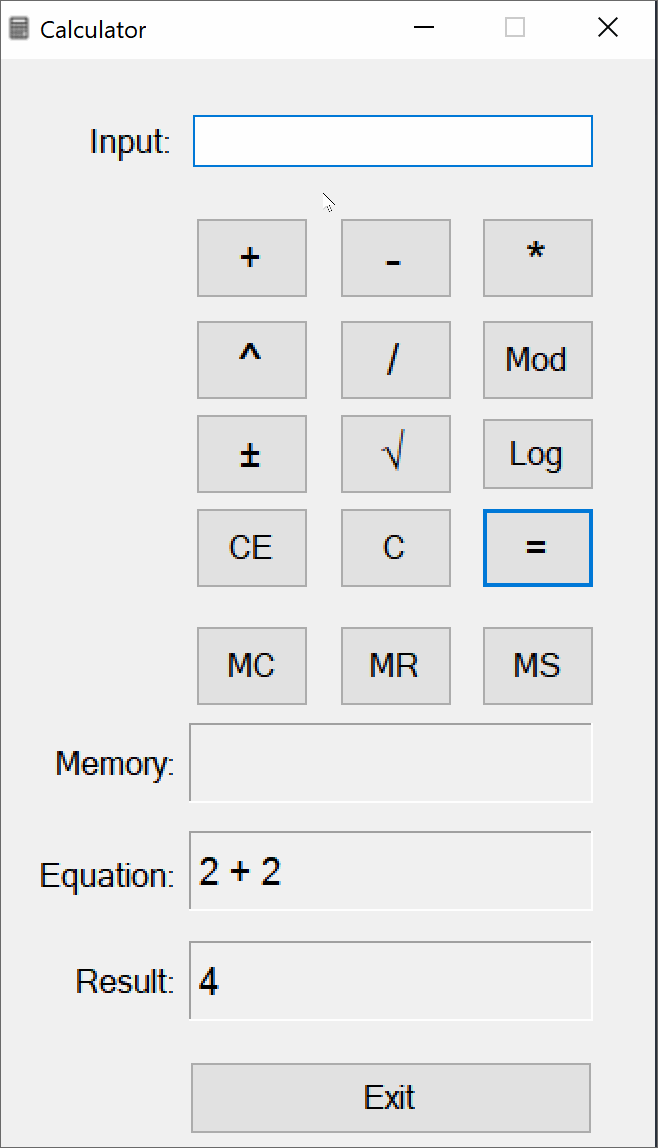 Calculator
Input:
+ - *
^ / Mod
± √ Log
CE C =
MC MR MS
Memory:
Equation: 2 + 2
Result: 4
Exit